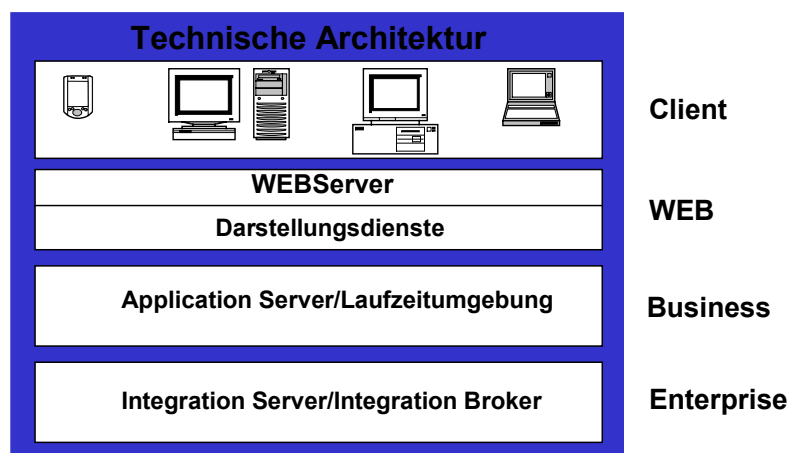 Technische Architektur
Client
WEBServer
Darstellungsdienste
WEB
Application Server/Laufzeitumgebung
Business
Integration Server/Integration Broker
Enterprise